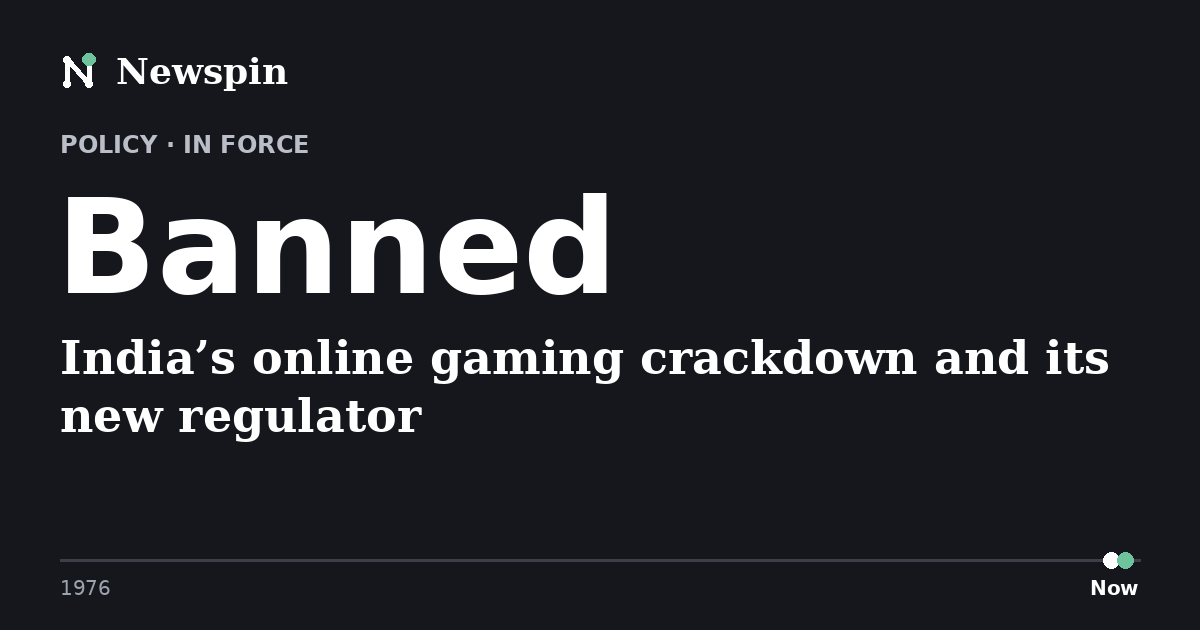 Newspin
POLICY · IN FORCE
Banned
India’s online gaming crackdown and its
new regulator
1976
Now